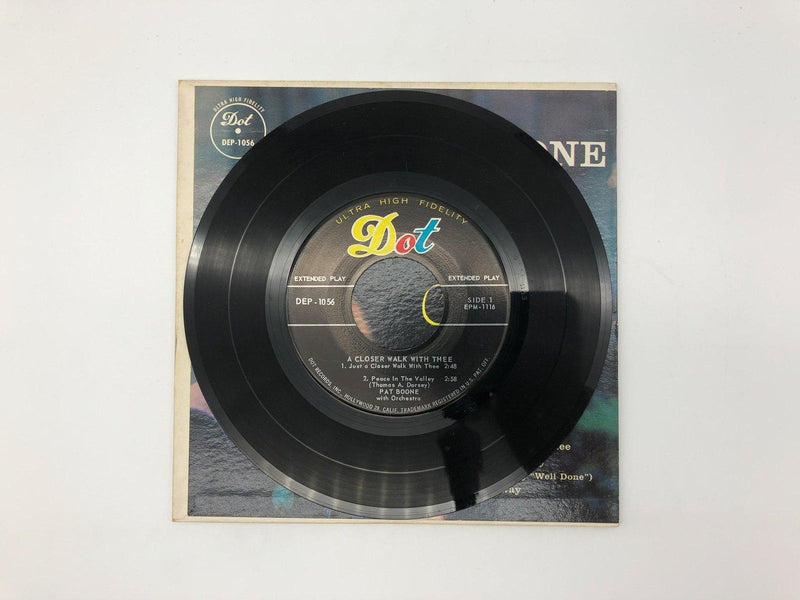 ULTRA HIGH FIDELITY
Dot
DEP-1056
ONE
ULTRA HIGH FIDELITY
Dot
EXTENDED PLAY
EXTENDED PLAY
DEP-1056
SIDE 1
EPM-1116
A CLOSER WALK WITH THEE
1. Just a Closer Walk With Thee 2:48
2. Peace In The Valley 2:58
(Thomas A. Dorsey)
PAT BOONE
with Orchestra
DOT RECORDS, INC., HOLLYWOOD 28, CALIF. TRADEMARK REGISTERED IN U.S. PAT. OFF.
ee
"Well Done")
ay